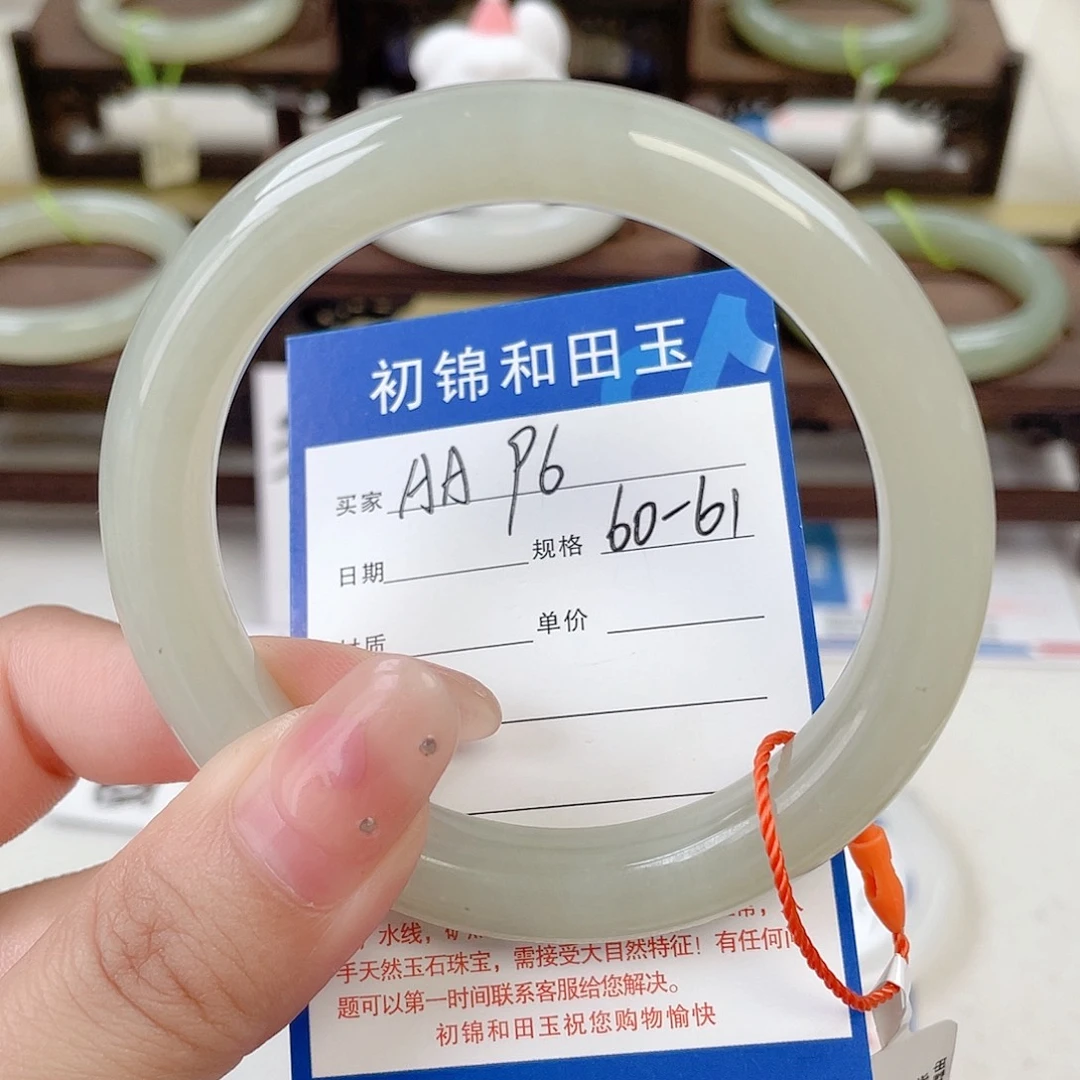 初锦和田玉
买家 AA P6
日期 规格 60-61
材质 单价
水线，矿
手天然玉石珠宝，需接受大自然特征！有任何问
题可以第一时间联系客服给您解决。
初锦和田玉祝您购物愉快